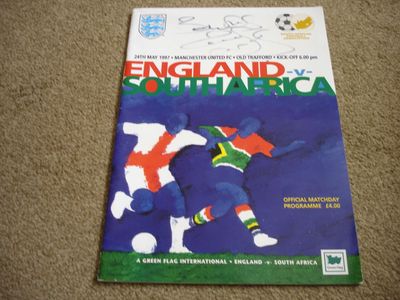 24TH MAY 1997 • MANCHESTER UNITED FC • OLD TRAFFORD • KICK-OFF 6.00 pm
ENGLAND
-v-
SOUTH AFRICA
OFFICIAL MATCHDAY
PROGRAMME £4.00
A GREEN FLAG INTERNATIONAL • ENGLAND -v- SOUTH AFRICA